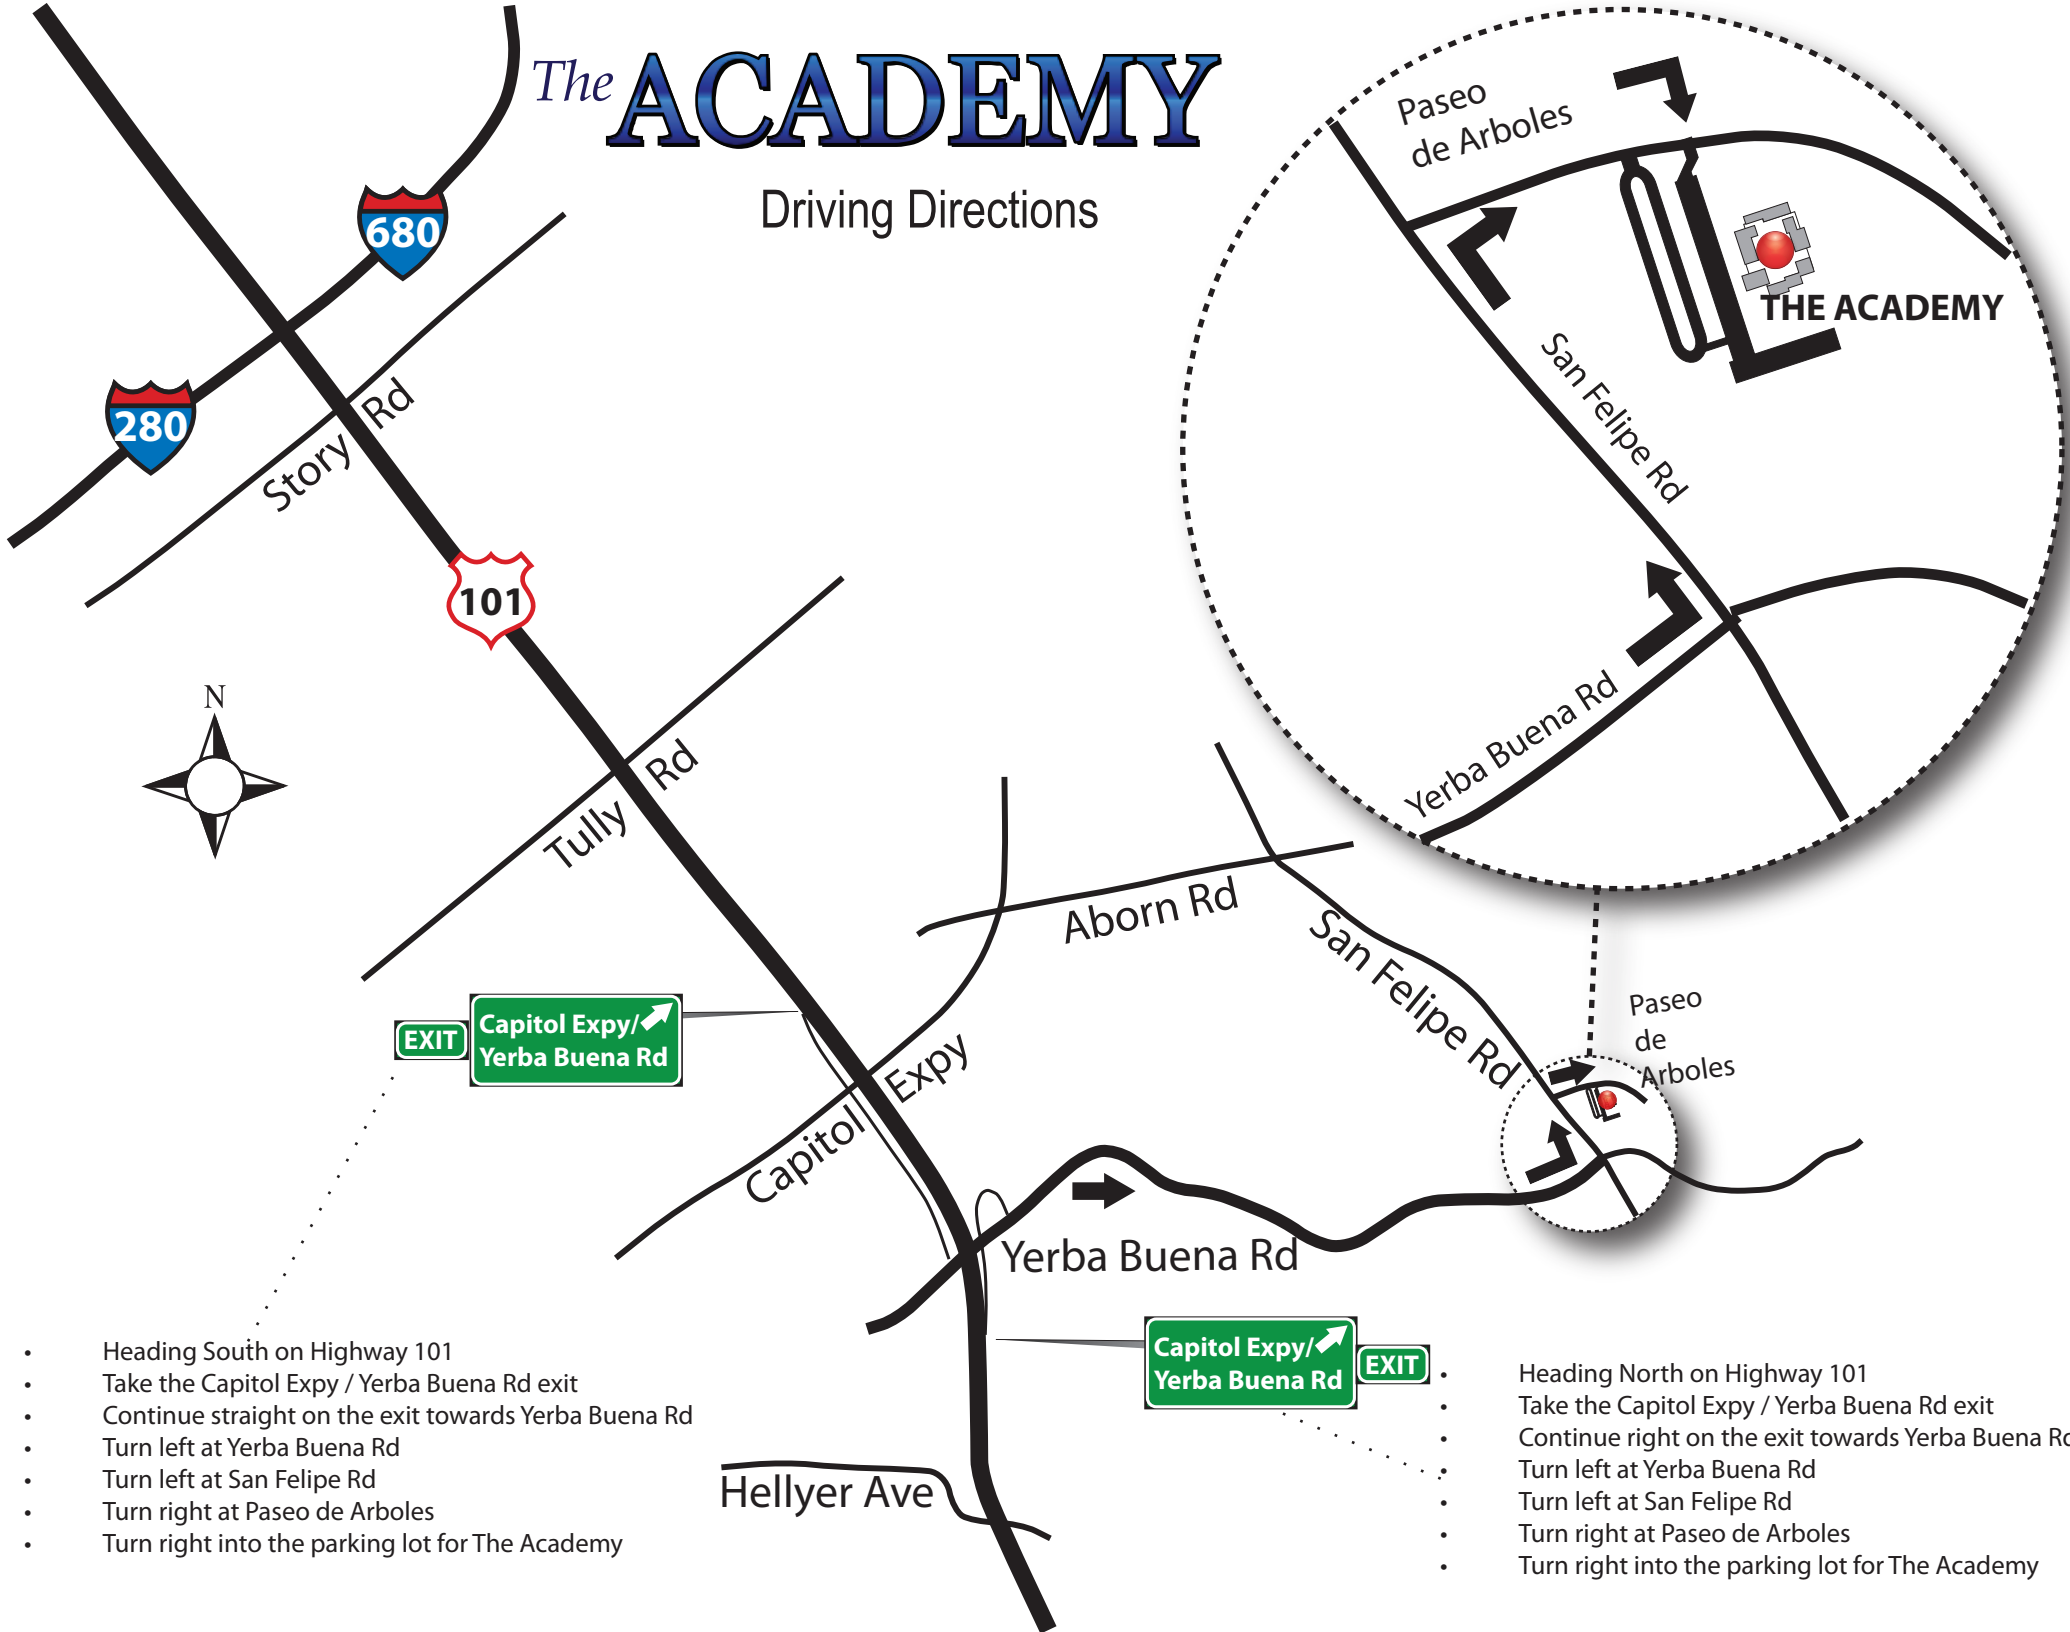 The ACADEMY
Driving Directions
680
280
Story Rd
101
N
Tully Rd
Paseo
de Arboles
THE ACADEMY
San Felipe Rd
Yerba Buena Rd
Aborn Rd
San Felipe Rd
Paseo
de
Arboles
EXIT
Capitol Expy/
Yerba Buena Rd
Capitol Expy
Yerba Buena Rd
Capitol Expy/
Yerba Buena Rd
EXIT
Hellyer Ave
• Heading South on Highway 101
• Take the Capitol Expy / Yerba Buena Rd exit
• Continue straight on the exit towards Yerba Buena Rd
• Turn left at Yerba Buena Rd
• Turn left at San Felipe Rd
• Turn right at Paseo de Arboles
• Turn right into the parking lot for The Academy
• Heading North on Highway 101
• Take the Capitol Expy / Yerba Buena Rd exit
• Continue right on the exit towards Yerba Buena Rd
• Turn left at Yerba Buena Rd
• Turn left at San Felipe Rd
• Turn right at Paseo de Arboles
• Turn right into the parking lot for The Academy